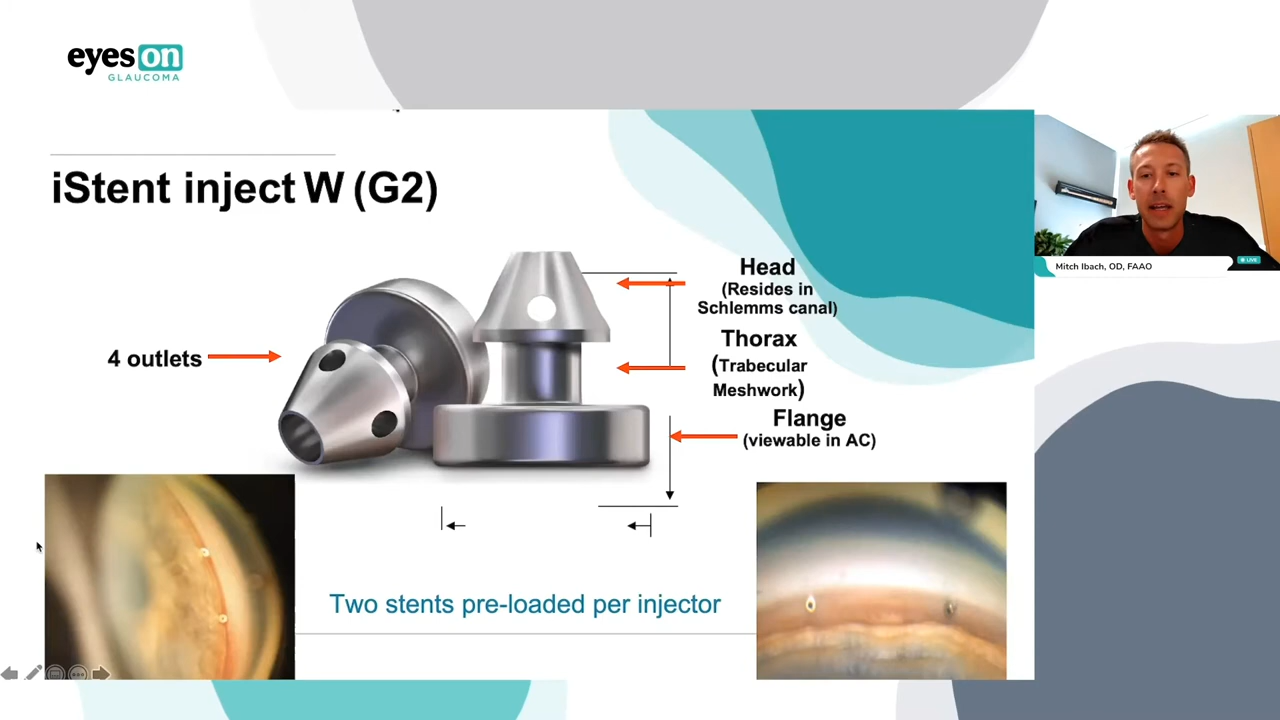 eyes on
GLAUCOMA
iStent inject W (G2)
Head
(Resides in
Schlemms canal)
Thorax
(Trabecular
Meshwork)
4 outlets
Flange
(viewable in AC)
Two stents pre-loaded per injector
Mitch Ibach, OD, FAAO
LIVE